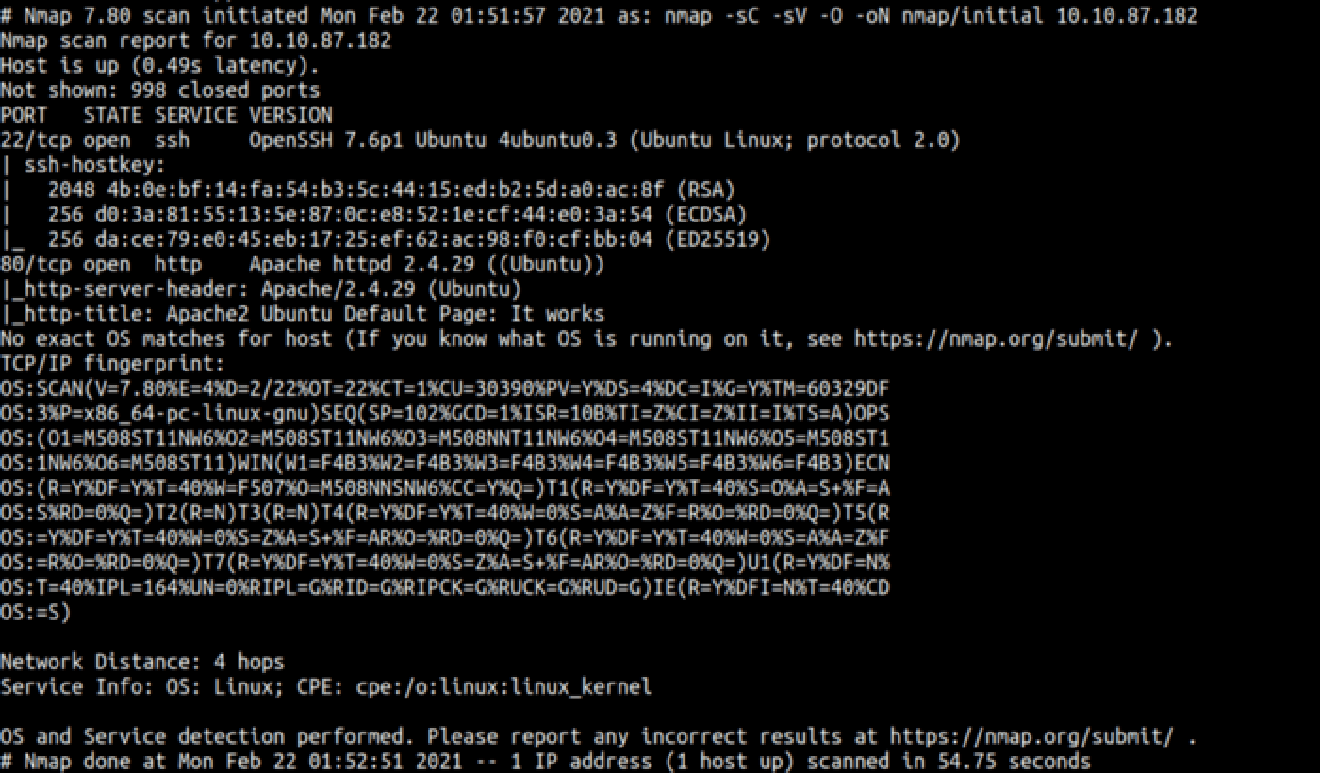 # Nmap 7.80 scan initiated Mon Feb 22 01:51:57 2021 as: nmap -sC -sV -O -oN nmap/initial 10.10.87.182
Nmap scan report for 10.10.87.182
Host is up (0.49s latency).
Not shown: 998 closed ports
PORT   STATE SERVICE VERSION
22/tcp open  ssh     OpenSSH 7.6p1 Ubuntu 4ubuntu0.3 (Ubuntu Linux; protocol 2.0)
| ssh-hostkey:
|   2048 4b:0e:bf:14:fa:54:b3:5c:44:15:ed:b2:5d:a0:ac:8f (RSA)
|   256 d0:3a:81:55:13:5e:87:0c:e8:52:1e:cf:44:e0:3a:54 (ECDSA)
|_  256 da:ce:79:e0:45:eb:17:25:ef:62:ac:98:f0:cf:bb:04 (ED25519)
80/tcp open  http    Apache httpd 2.4.29 ((Ubuntu))
|_http-server-header: Apache/2.4.29 (Ubuntu)
|_http-title: Apache2 Ubuntu Default Page: It works
No exact OS matches for host (If you know what OS is running on it, see https://nmap.org/submit/ ).
TCP/IP fingerprint:
OS:SCAN(V=7.80%E=4%D=2/22%OT=22%CT=1%CU=30390%PV=Y%DS=4%DC=I%G=Y%TM=60329DF
OS:3%P=x86_64-pc-linux-gnu)SEQ(SP=102%GCD=1%ISR=10B%TI=Z%CI=Z%II=I%TS=A)OPS
OS:(O1=M508ST11NW6%O2=M508ST11NW6%O3=M508NNT11NW6%O4=M508ST11NW6%O5=M508ST1
OS:1NW6%O6=M508ST11)WIN(W1=F4B3%W2=F4B3%W3=F4B3%W4=F4B3%W5=F4B3%W6=F4B3)ECN
OS:(R=Y%DF=Y%T=40%W=F507%O=M508NNSNW6%CC=Y%Q=)T1(R=Y%DF=Y%T=40%S=O%A=S+%F=A
OS:S%RD=0%Q=)T2(R=N)T3(R=N)T4(R=Y%DF=Y%T=40%W=0%S=A%A=Z%F=R%O=%RD=0%Q=)T5(R
OS:=Y%DF=Y%T=40%W=0%S=Z%A=S+%F=AR%O=%RD=0%Q=)T6(R=Y%DF=Y%T=40%W=0%S=A%A=Z%F
OS:=R%O=%RD=0%Q=)T7(R=Y%DF=Y%T=40%W=0%S=Z%A=S+%F=AR%O=%RD=0%Q=)U1(R=Y%DF=N%
OS:T=40%IPL=164%UN=0%RIPL=G%RID=G%RIPCK=G%RUCK=G%RUD=G)IE(R=Y%DFI=N%T=40%CD
OS:=S)
Network Distance: 4 hops
Service Info: OS: Linux; CPE: cpe:/o:linux:linux_kernel
OS and Service detection performed. Please report any incorrect results at https://nmap.org/submit/ .
# Nmap done at Mon Feb 22 01:52:51 2021 -- 1 IP address (1 host up) scanned in 54.75 seconds